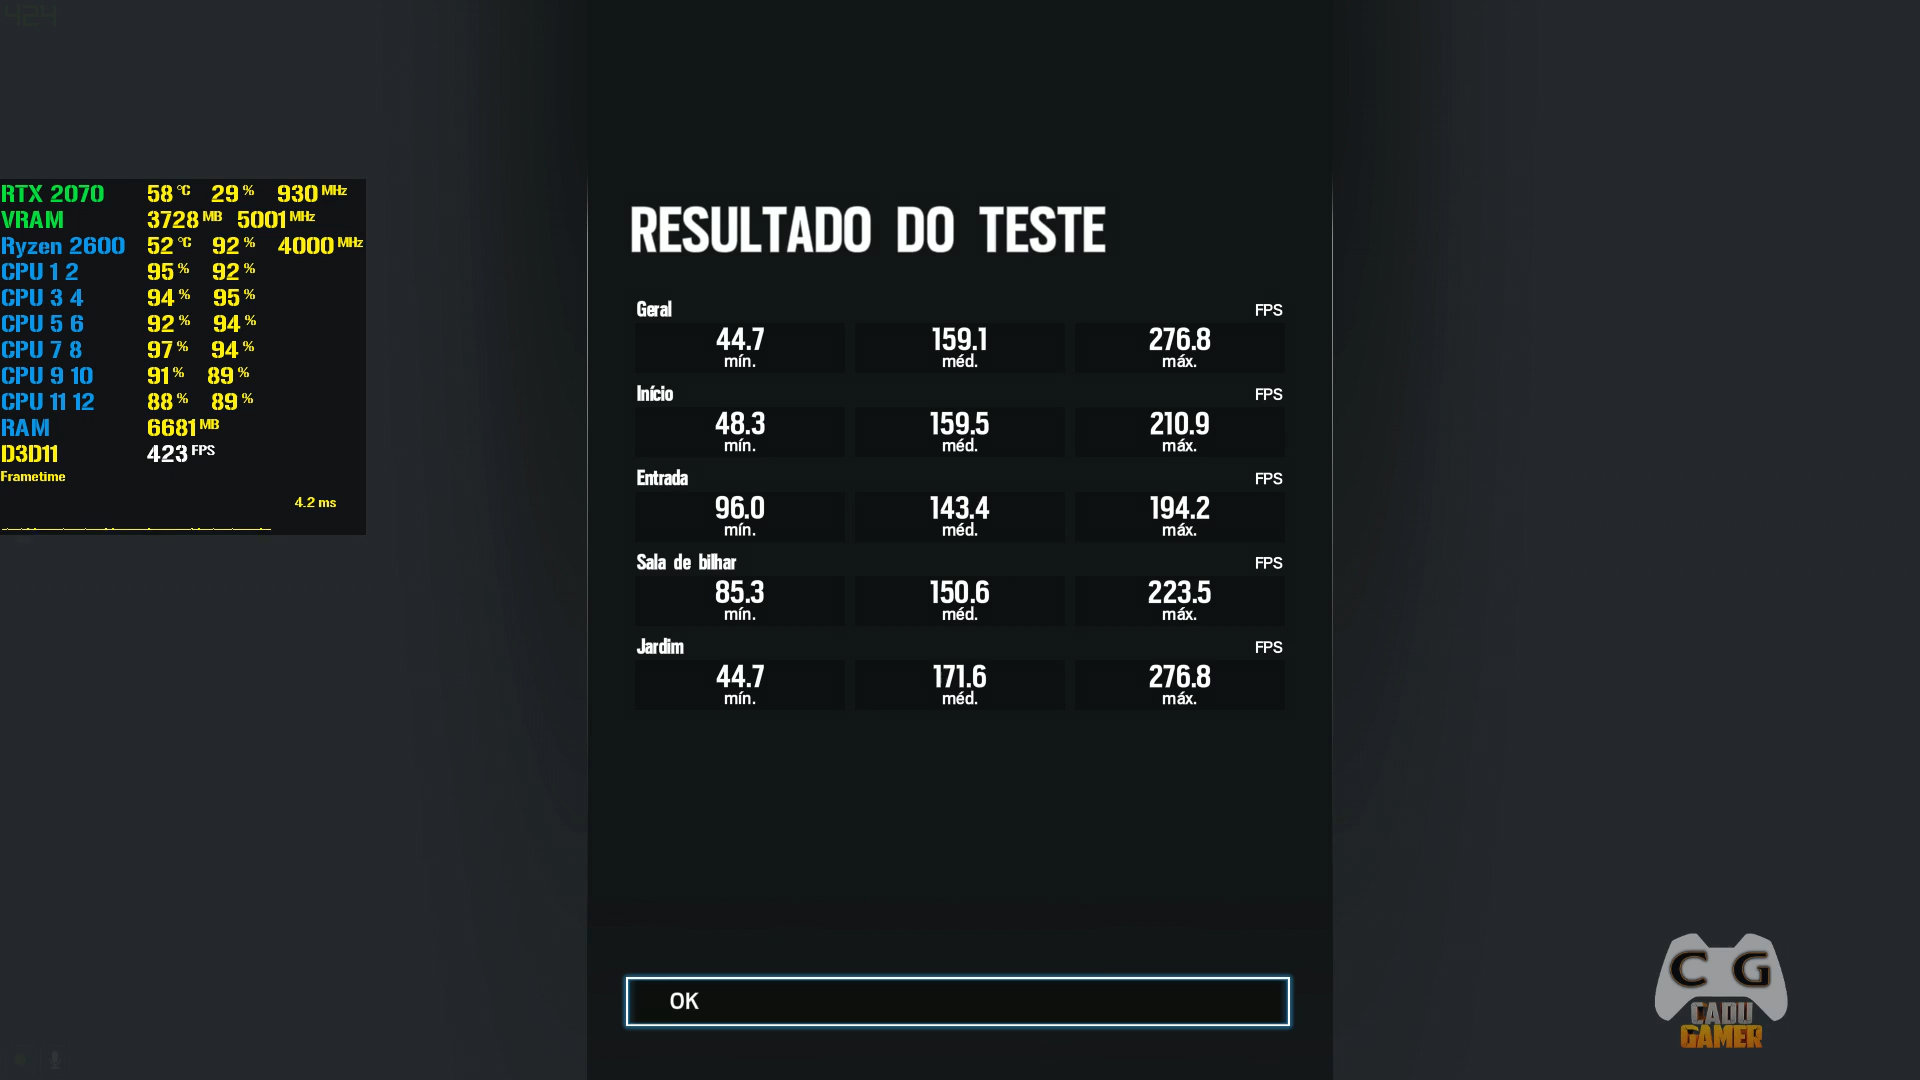 424
RTX 2070 58 °C 29 % 930 MHz
VRAM 3728 MB 5001 MHz
Ryzen 2600 52 °C 92 % 4000 MHz
CPU 1 2 95 % 92 %
CPU 3 4 94 % 95 %
CPU 5 6 92 % 94 %
CPU 7 8 97 % 94 %
CPU 9 10 91 % 89 %
CPU 11 12 88 % 89 %
RAM 6681 MB
D3D11 423 FPS
Frametime
4.2 ms
RESULTADO DO TESTE
Geral FPS
44.7 159.1 276.8
mín. méd. máx.
Início FPS
48.3 159.5 210.9
mín. méd. máx.
Entrada FPS
96.0 143.4 194.2
mín. méd. máx.
Sala de bilhar FPS
85.3 150.6 223.5
mín. méd. máx.
Jardim FPS
44.7 171.6 276.8
mín. méd. máx.
OK
C G
CADU
GAMER